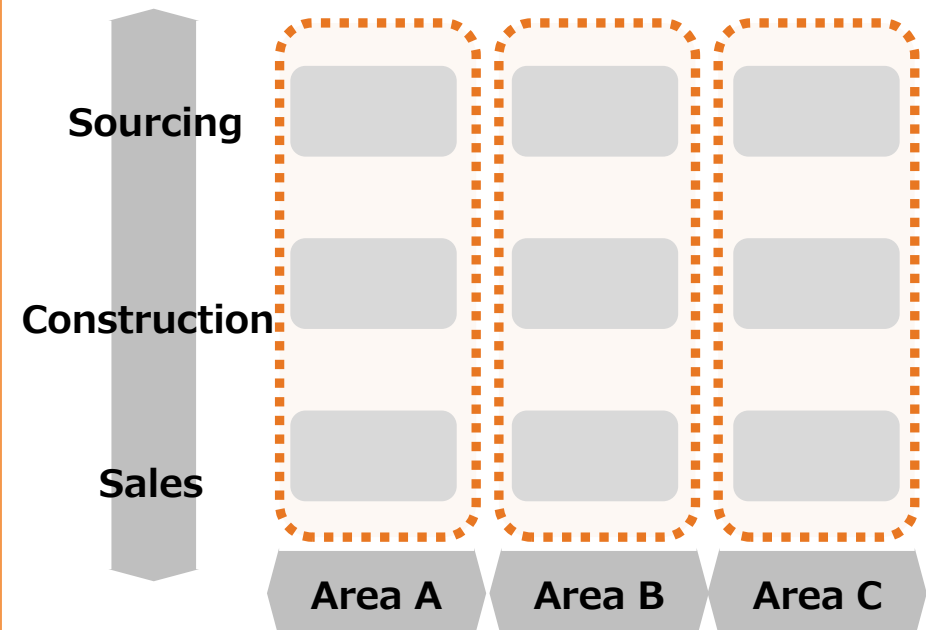 Sourcing
Construction
Sales
Area A
Area B
Area C